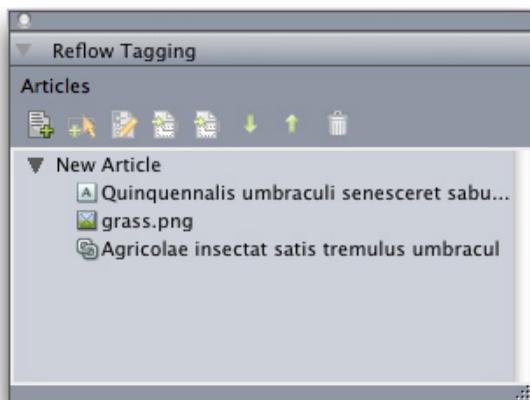 Reflow Tagging
Articles
New Article
Quinquennalis umbraculi senesceret sabu...
grass.png
Agricolae insectat satis tremulus umbracul